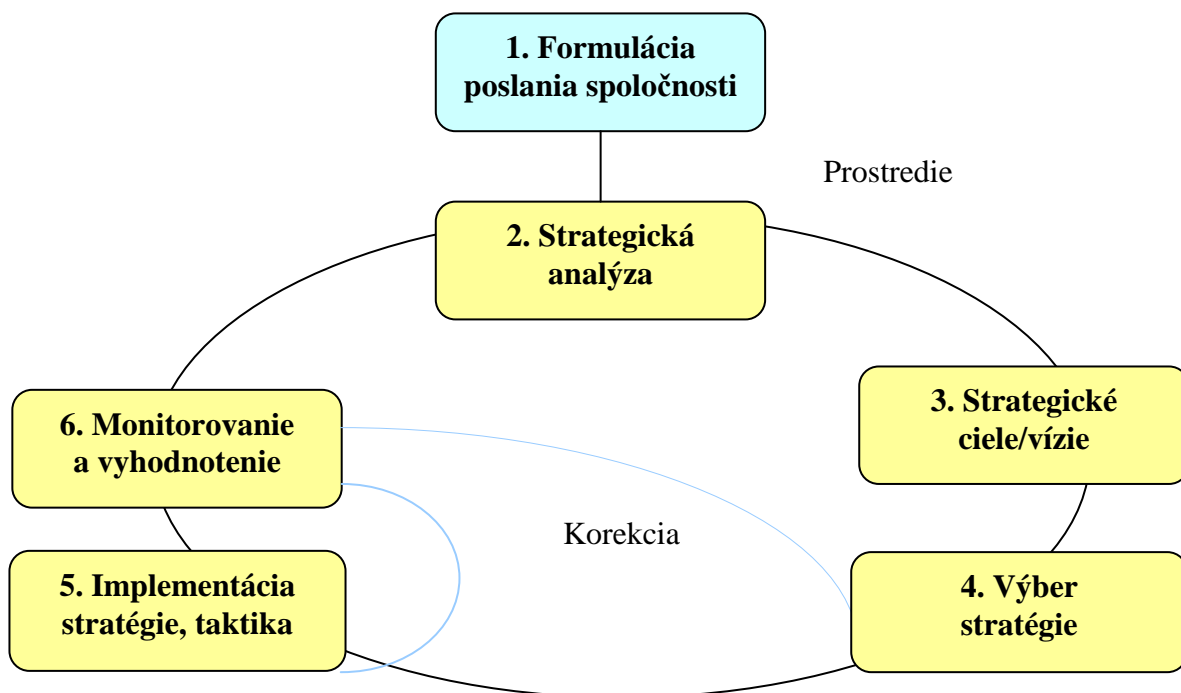 1. Formulácia
poslania spoločnosti
Prostredie
2. Strategická
analýza
3. Strategické
ciele/vízie
6. Monitorovanie
a vyhodnotenie
Korekcia
4. Výber
stratégie
5. Implementácia
stratégie, taktika